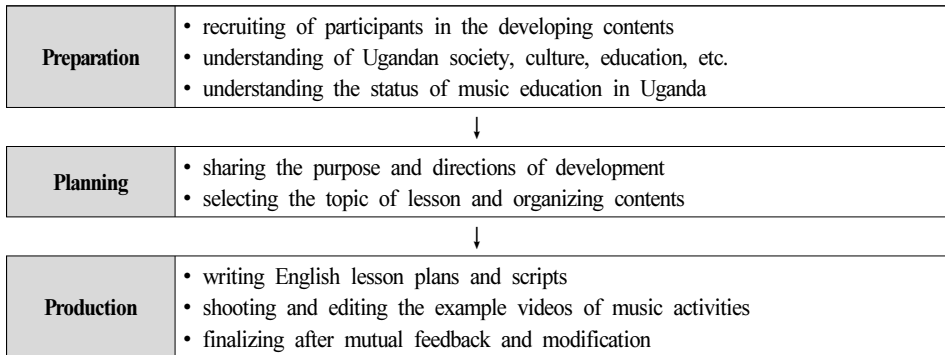 Preparation
• recruiting of participants in the developing contents
• understanding of Ugandan society, culture, education, etc.
• understanding the status of music education in Uganda
↓
Planning
• sharing the purpose and directions of development
• selecting the topic of lesson and organizing contents
↓
Production
• writing English lesson plans and scripts
• shooting and editing the example videos of music activities
• finalizing after mutual feedback and modification